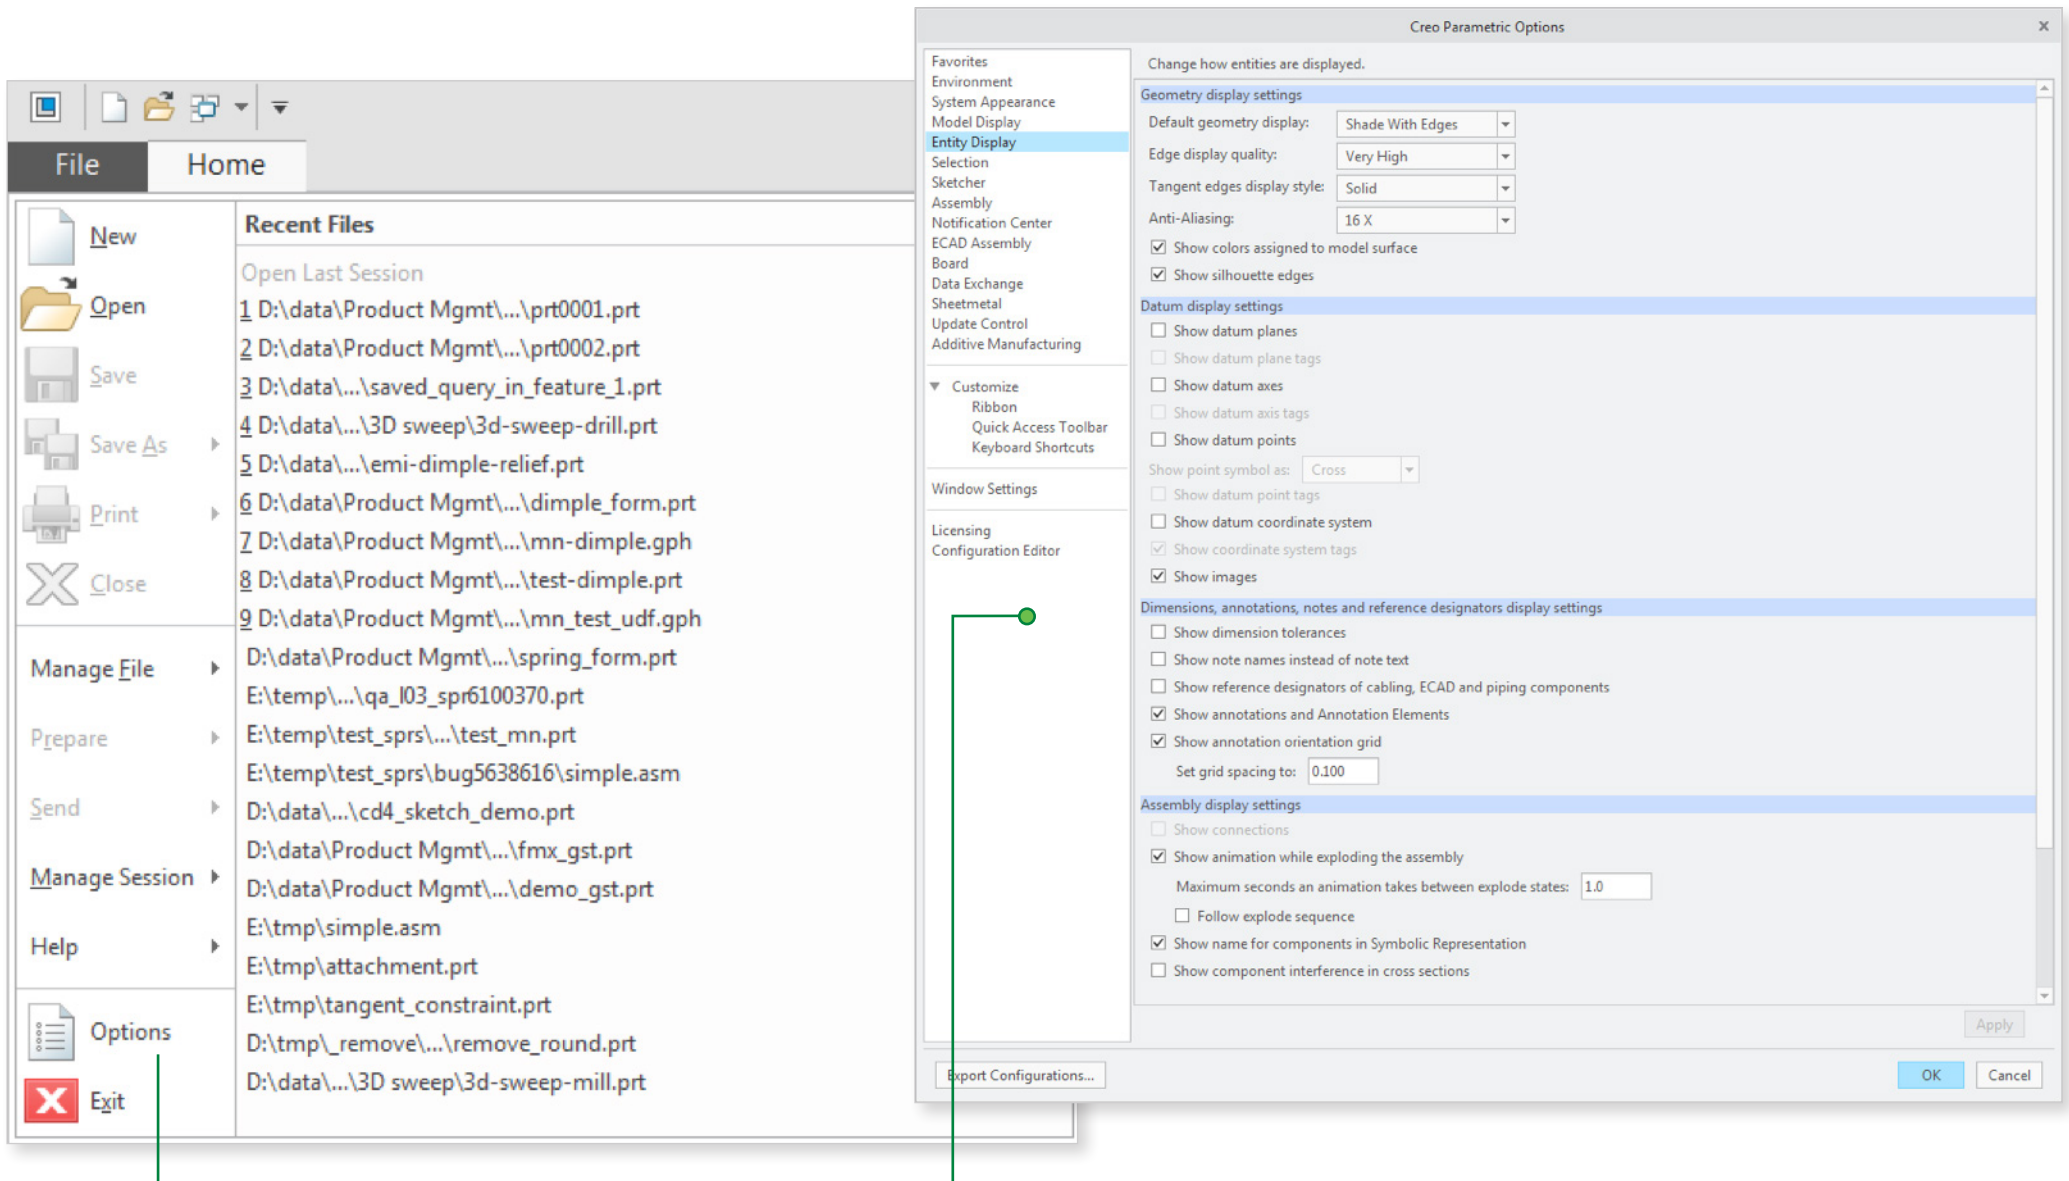 File
Home
New
Open
Save
Save As
Print
Close
Manage File
Prepare
Send
Manage Session
Help
Options
Exit
Recent Files
Open Last Session
1 D:\data\Product Mgmt\...\prt0001.prt
2 D:\data\Product Mgmt\...\prt0002.prt
3 D:\data\...\saved_query_in_feature_1.prt
4 D:\data\...\3D sweep\3d-sweep-drill.prt
5 D:\data\...\emi-dimple-relief.prt
6 D:\data\Product Mgmt\...\dimple_form.prt
7 D:\data\Product Mgmt\...\mn-dimple.gph
8 D:\data\Product Mgmt\...\test-dimple.prt
9 D:\data\Product Mgmt\...\mn_test_udf.gph
D:\data\Product Mgmt\...\spring_form.prt
E:\temp\...\qa_l03_spr6100370.prt
E:\temp\test_sprs\...\test_mn.prt
E:\temp\test_sprs\bug5638616\simple.asm
D:\data\...\cd4_sketch_demo.prt
D:\data\Product Mgmt\...\fmx_gst.prt
D:\data\Product Mgmt\...\demo_gst.prt
E:\tmp\simple.asm
E:\tmp\attachment.prt
E:\tmp\tangent_constraint.prt
D:\tmp\_remove\...\remove_round.prt
D:\data\...\3D sweep\3d-sweep-mill.prt
Creo Parametric Options
Favorites
Environment
System Appearance
Model Display
Entity Display
Selection
Sketcher
Assembly
Notification Center
ECAD Assembly
Board
Data Exchange
Sheetmetal
Update Control
Additive Manufacturing
Customize
Ribbon
Quick Access Toolbar
Keyboard Shortcuts
Window Settings
Licensing
Configuration Editor
Change how entities are displayed.
Geometry display settings
Default geometry display: Shade With Edges
Edge display quality: Very High
Tangent edges display style: Solid
Anti-Aliasing: 16 X
Show colors assigned to model surface
Show silhouette edges
Datum display settings
Show datum planes
Show datum plane tags
Show datum axes
Show datum axis tags
Show datum points
Show point symbol as: Cross
Show datum point tags
Show datum coordinate system
Show coordinate system tags
Show images
Dimensions, annotations, notes and reference designators display settings
Show dimension tolerances
Show note names instead of note text
Show reference designators of cabling, ECAD and piping components
Show annotations and Annotation Elements
Show annotation orientation grid
Set grid spacing to: 0.100
Assembly display settings
Show connections
Show animation while exploding the assembly
Maximum seconds an animation takes between explode states: 1.0
Follow explode sequence
Show name for components in Symbolic Representation
Show component interference in cross sections
Apply
Export Configurations...
OK
Cancel